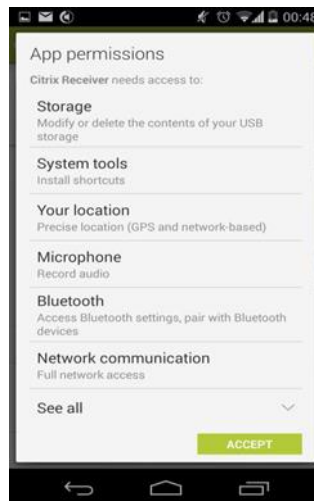 00:48
App permissions
Citrix Receiver needs access to:
Storage
Modify or delete the contents of your USB
storage
System tools
Install shortcuts
Your location
Precise location (GPS and network-based)
Microphone
Record audio
Bluetooth
Access Bluetooth settings, pair with Bluetooth
devices
Network communication
Full network access
See all
ACCEPT